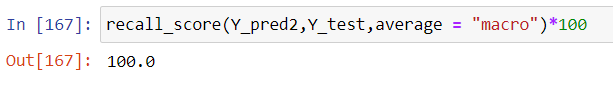 In [167]: recall_score(Y_pred2,Y_test,average = "macro")*100
Out[167]: 100.0